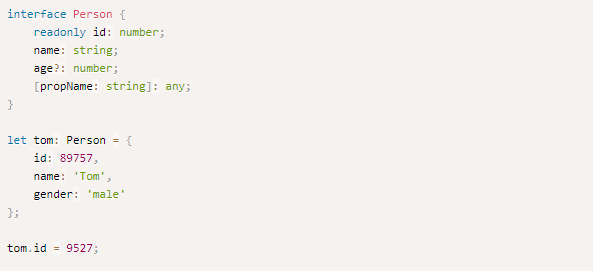 interface Person {
    readonly id: number;
    name: string;
    age?: number;
    [propName: string]: any;
}

let tom: Person = {
    id: 89757,
    name: 'Tom',
    gender: 'male'
};

tom.id = 9527;